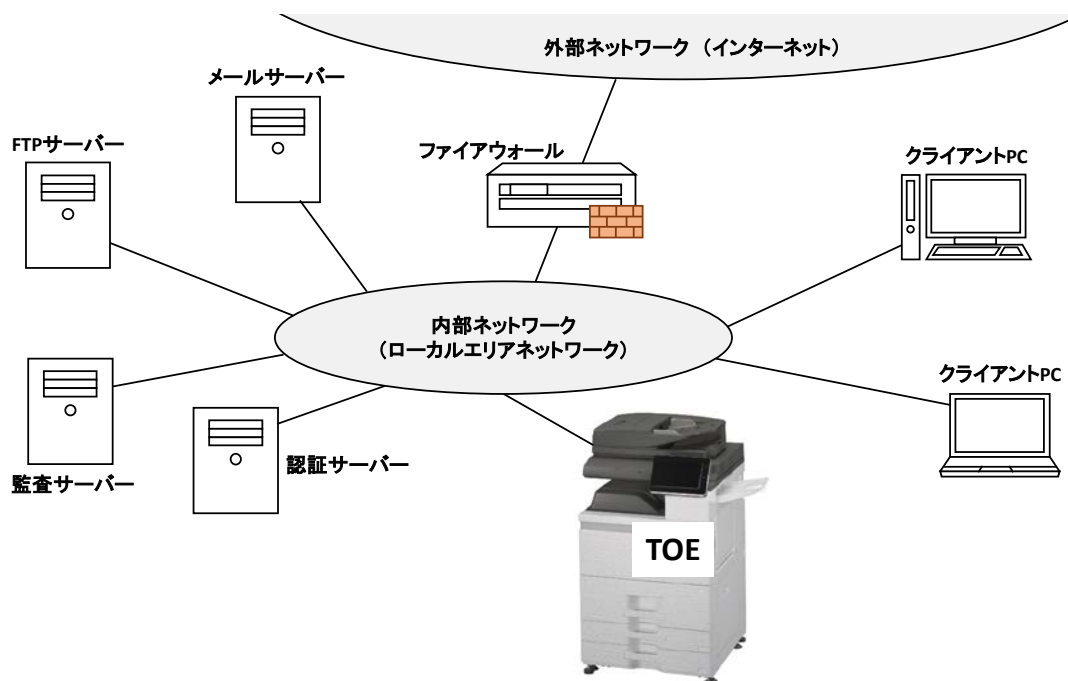 外部ネットワーク（インターネット）
メールサーバー
FTPサーバー
ファイアウォール
クライアントPC
内部ネットワーク
（ローカルエリアネットワーク）
クライアントPC
監査サーバー
認証サーバー
TOE